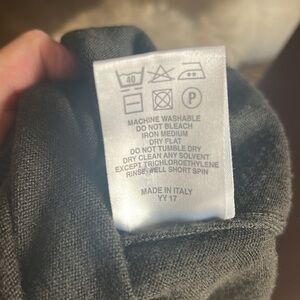 40
P
MACHINE WASHABLE
DO NOT BLEACH
IRON MEDIUM
DRY FLAT
DO NOT TUMBLE DRY
DRY CLEAN ANY SOLVENT
EXCEPT TRICHLOROETHYLENE
RINSE WELL SHORT SPIN
MADE IN ITALY
YY 17